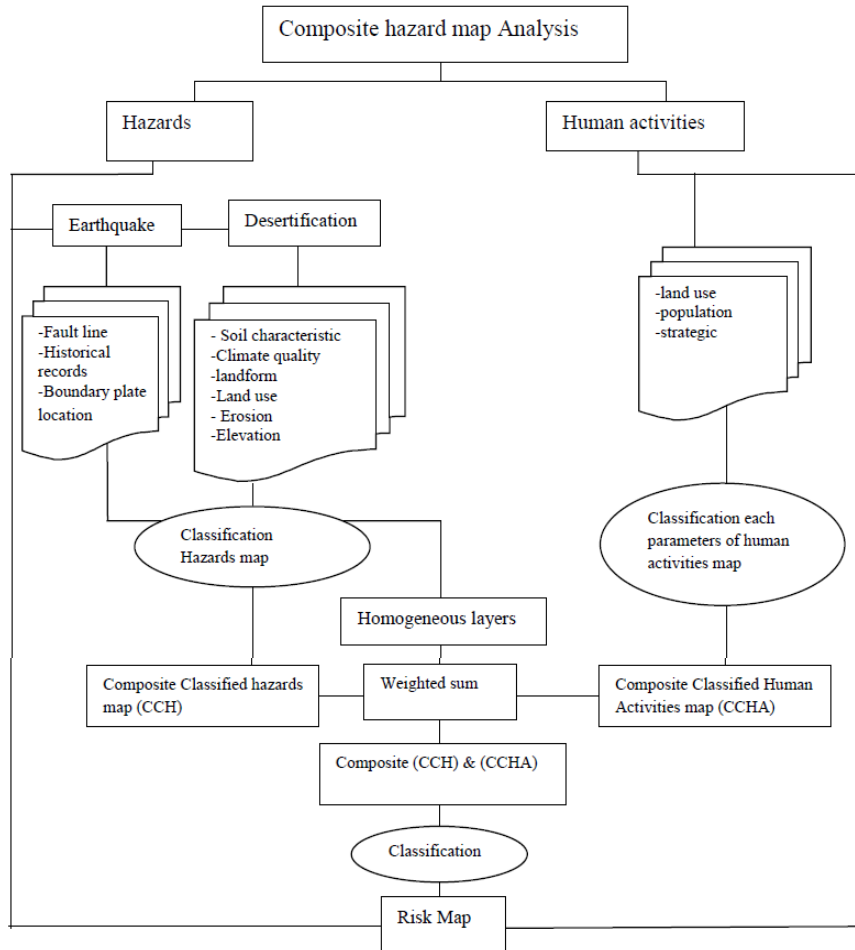 Composite hazard map Analysis
Hazards
Human activities
Earthquake
Desertification
-Fault line
-Historical
records
-Boundary plate
location
- Soil characteristic
-Climate quality
-landform
-Land use
- Erosion
-Elevation
-land use
-population
-strategic
Classification
Hazards map
Classification each
parameters of human
activities map
Homogeneous layers
Composite Classified hazards
map (CCH)
Weighted sum
Composite Classified Human
Activities map (CCHA)
Composite (CCH) & (CCHA)
Classification
Risk Map